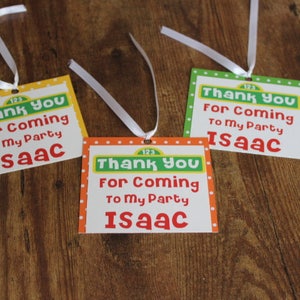 123
Thank You
For Coming
To My Party
ISAAC
123
Thank You
For Coming
To My Party
ISAAC
123
Thank You
For Coming
To My Party
ISAAC